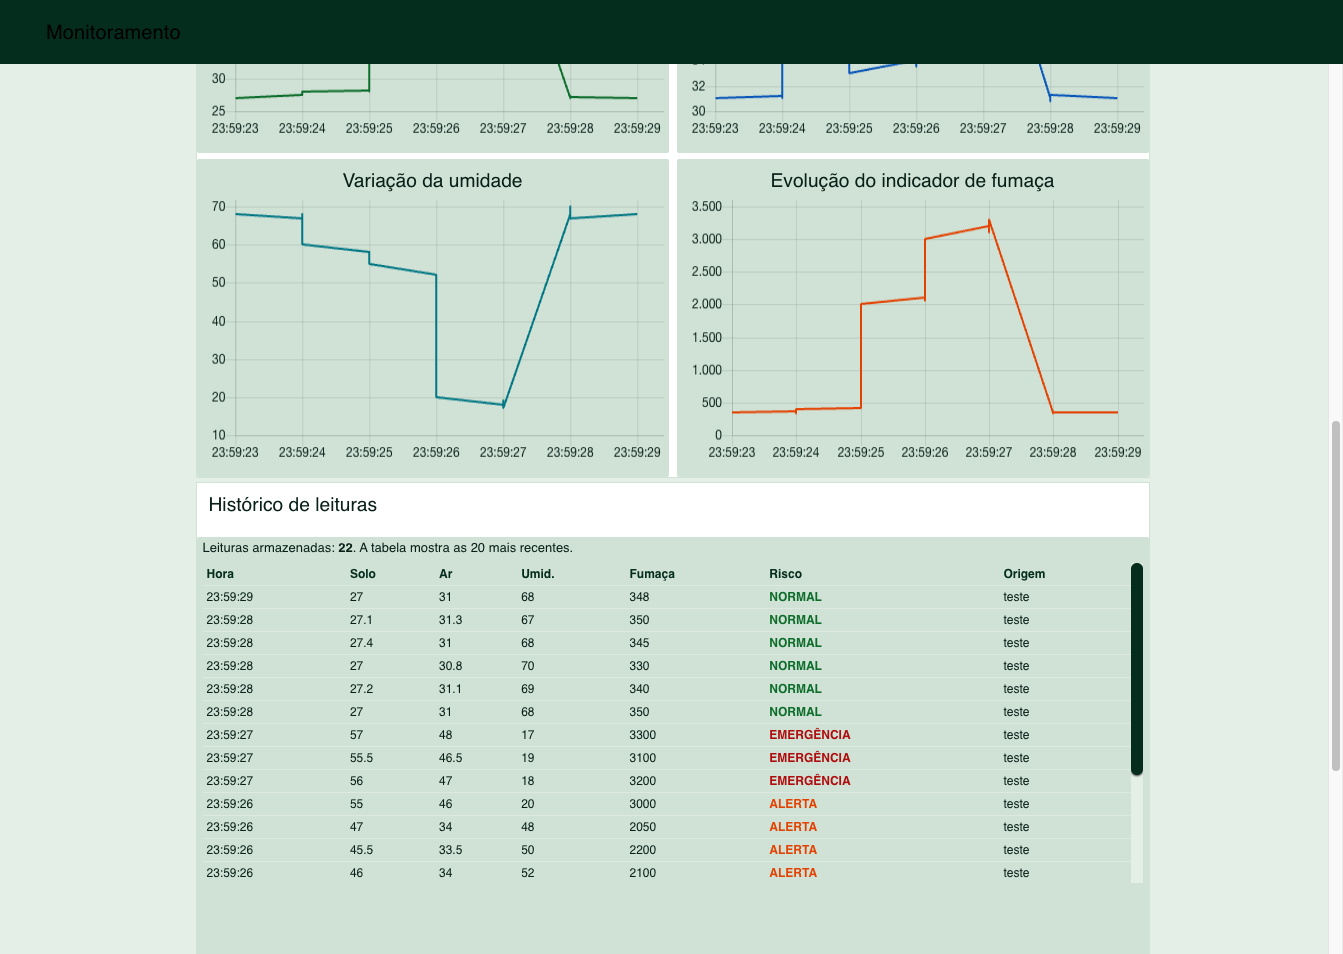 Monitoramento
30
25
23:59:23 23:59:24 23:59:25 23:59:26 23:59:27 23:59:28 23:59:29
32
30
23:59:23 23:59:24 23:59:25 23:59:26 23:59:27 23:59:28 23:59:29
Variação da umidade
70
60
50
40
30
20
10
23:59:23 23:59:24 23:59:25 23:59:26 23:59:27 23:59:28 23:59:29
Evolução do indicador de fumaça
3.500
3.000
2.500
2.000
1.500
1.000
500
0
23:59:23 23:59:24 23:59:25 23:59:26 23:59:27 23:59:28 23:59:29
Histórico de leituras
Leituras armazenadas: 22. A tabela mostra as 20 mais recentes.
Hora Solo Ar Umid. Fumaça Risco Origem
23:59:29 27 31 68 348 NORMAL teste
23:59:28 27.1 31.3 67 350 NORMAL teste
23:59:28 27.4 31 68 345 NORMAL teste
23:59:28 27 30.8 70 330 NORMAL teste
23:59:28 27.2 31.1 69 340 NORMAL teste
23:59:28 27 31 68 350 NORMAL teste
23:59:27 57 48 17 3300 EMERGÊNCIA teste
23:59:27 55.5 46.5 19 3100 EMERGÊNCIA teste
23:59:27 56 47 18 3200 EMERGÊNCIA teste
23:59:26 55 46 20 3000 ALERTA teste
23:59:26 47 34 48 2050 ALERTA teste
23:59:26 45.5 33.5 50 2200 ALERTA teste
23:59:26 46 34 52 2100 ALERTA teste